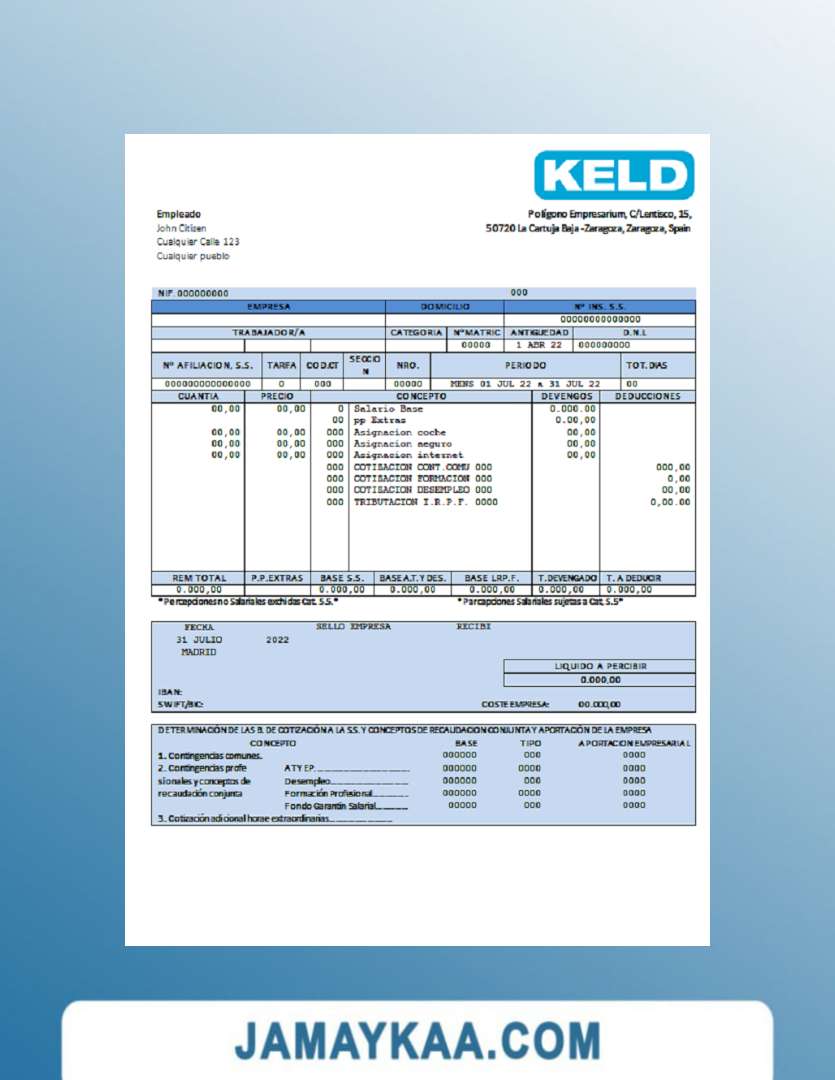 KELD
Empleado
John Citizen
Cualquier Calle 123
Cualquier pueblo
Polígono Empresarium, C/Lentisco, 15,
50720 La Cartuja Baja -Zaragoza, Zaragoza, Spain
NIF. 000000000 000
EMPRESA DOMICILIO Nº INS. S.S.
00000000000000
TRABAJADOR/A CATEGORIA NºMATRIC ANTIGUEDAD D.N.I.
00000 1 ABR 22 000000000
Nº AFILIACION, S.S. TARFA COD.CT SECCIO N NRO. PERIODO TOT. DIAS
000000000000000 0 000 00000 MENS 01 JUL 22 a 31 JUL 22 00
CUANTIA PRECIO CONCEPTO DEVENGOS DEDUCCIONES
00,00 00,00 0 Salario Base 0.000.00
00 pp Extras 0.00,00
00,00 00,00 000 Asignacion coche 00,00
00,00 00,00 000 Asignacion seguro 00,00
00,00 00,00 000 Asignacion internet 00,00
000 COTISACION CONT.COMU 000 000,00
000 COTISACION FORMACION 000 0,00
000 COTISACION DESEMPLEO 000 00,00
000 TRIBUTACION I.R.P.F. 0000 0,00.00
REM TOTAL P.P.EXTRAS BASE S.S. BASE A.T. Y DES. BASE I.R.P.F. T.DEVENGADO T. A DEDUCIR
0.000,00 0.000,00 0.000,00 0.000,00 0.000,00 0.000,00
*Percepciones no Salariales exchidas Cat. S.S.* *Parcapciones Salariales sujetas a Cat, S.S*
FECHA SELLO EMPRESA RECIBI
31 JULIO 2022
MADRID
LIQUIDO A PERCIBIR
0.000,00
IBAN:
SWIFT/BIC: COSTE EMPRESA: 00.000,00
DETERMINACIÓN DE LAS B. DE COTIZACIÓN A LA S.S. Y CONCEPTOS DE RECAUDACION CONJUNTA Y APORTACIÓN DE LA EMPRESA
CONCEPTO BASE TIPO APORTACION EMPRESARIAL
1. Contingencias comunes. 000000 000 0000
2. Contingencias profe AT.Y.EP. 000000 0000 0000
sionales y conceptos de Desempleo 000000 000 0000
recaudación conjunta Formación Profesional 000000 0000 0000
Fondo Garantín Salarial 00000 000 0000
3. Cotización adicional horae extraordinarias
JAMAYKAA.COM